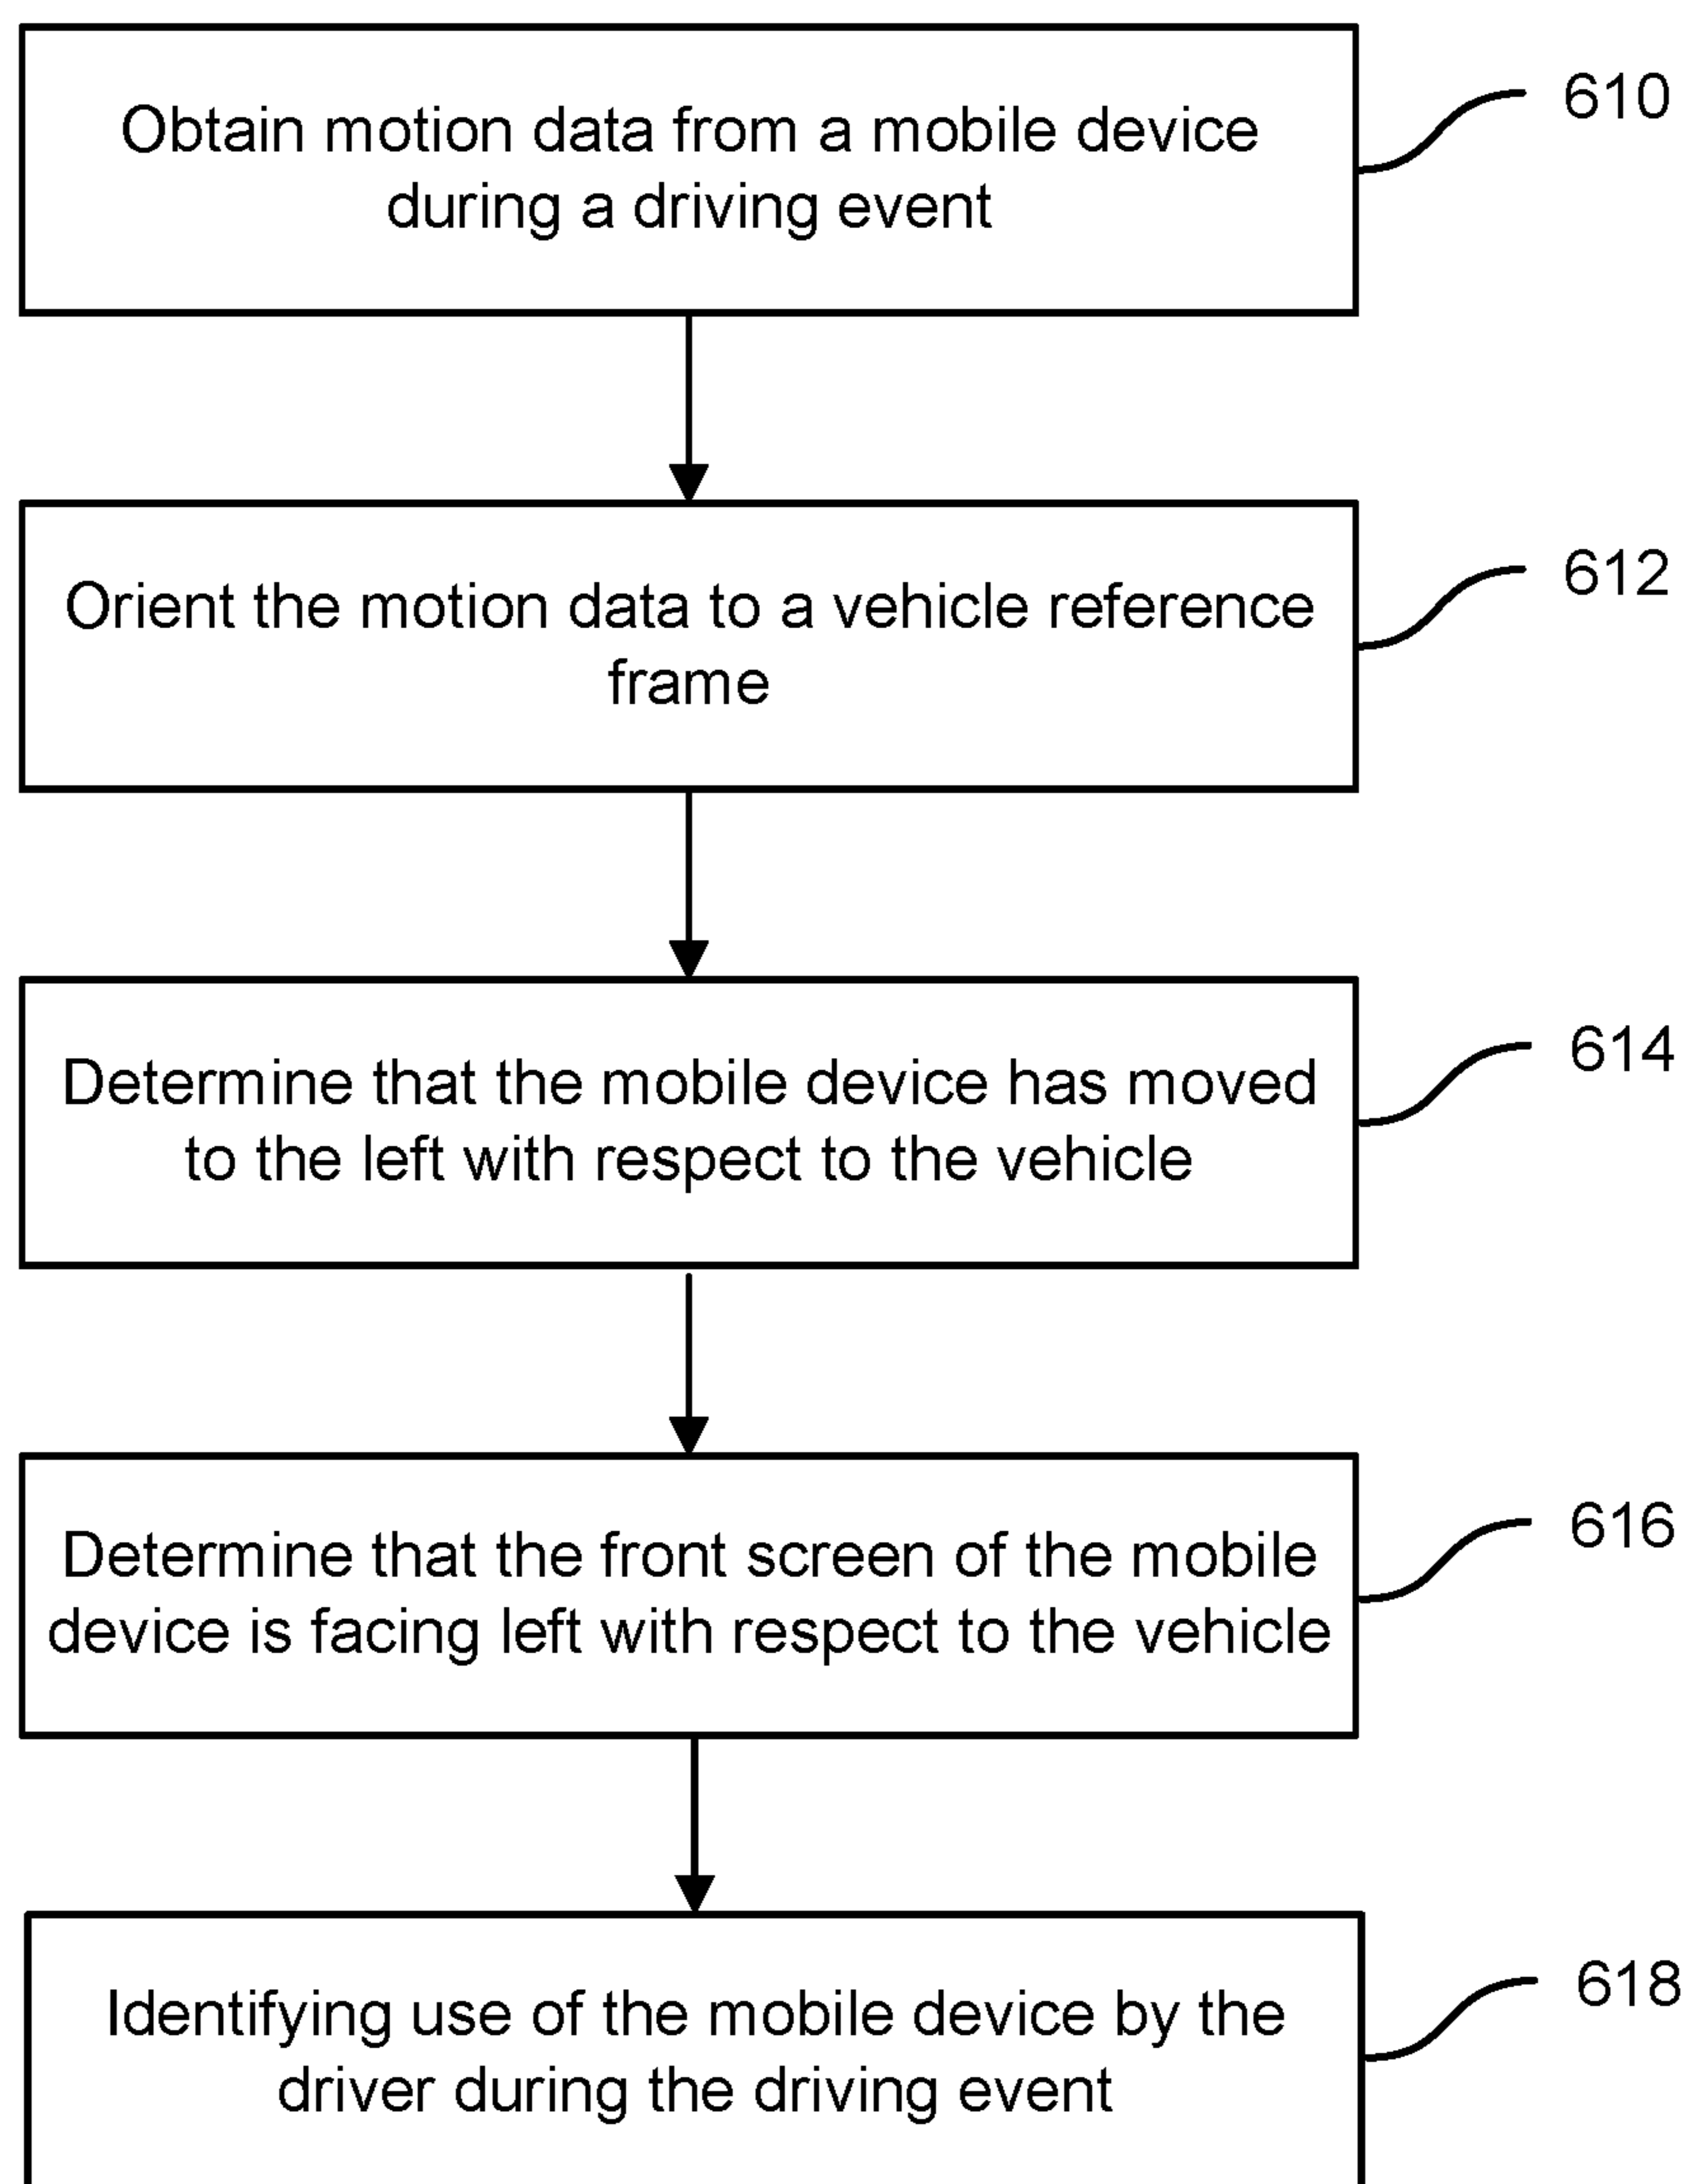 Obtain motion data from a mobile device
during a driving event
610
Orient the motion data to a vehicle reference
frame
612
Determine that the mobile device has moved
to the left with respect to the vehicle
614
Determine that the front screen of the mobile
device is facing left with respect to the vehicle
616
Identifying use of the mobile device by the
driver during the driving event
618